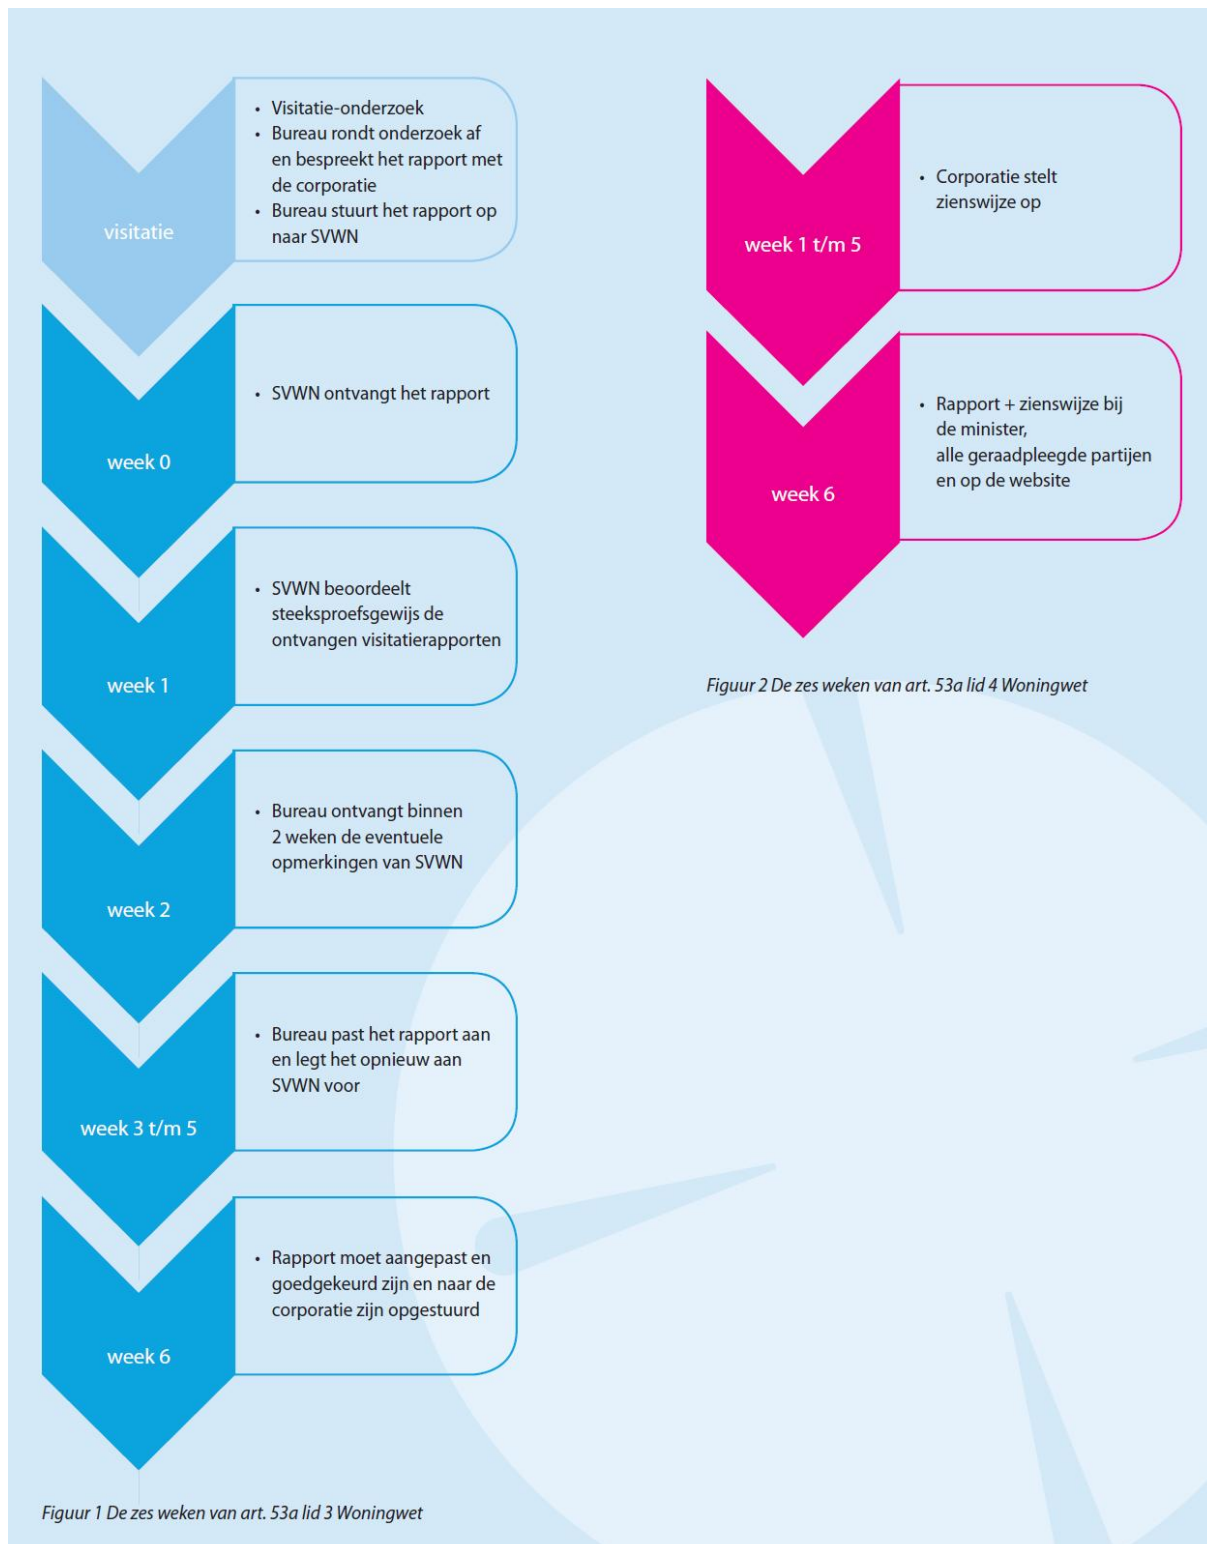 visitatie
• Visitatie-onderzoek
• Bureau rondt onderzoek af
en bespreekt het rapport met
de corporatie
• Bureau stuurt het rapport op
naar SVWN
week 0
• SVWN ontvangt het rapport
week 1
• SVWN beoordeelt
steeksproefsgewijs de
ontvangen visitatierapporten
week 2
• Bureau ontvangt binnen
2 weken de eventuele
opmerkingen van SVWN
week 3 t/m 5
• Bureau past het rapport aan
en legt het opnieuw aan
SVWN voor
week 6
• Rapport moet aangepast en
goedgekeurd zijn en naar de
corporatie zijn opgestuurd
Figuur 1 De zes weken van art. 53a lid 3 Woningwet
week 1 t/m 5
• Corporatie stelt
zienswijze op
week 6
• Rapport + zienswijze bij
de minister,
alle geraadpleegde partijen
en op de website
Figuur 2 De zes weken van art. 53a lid 4 Woningwet